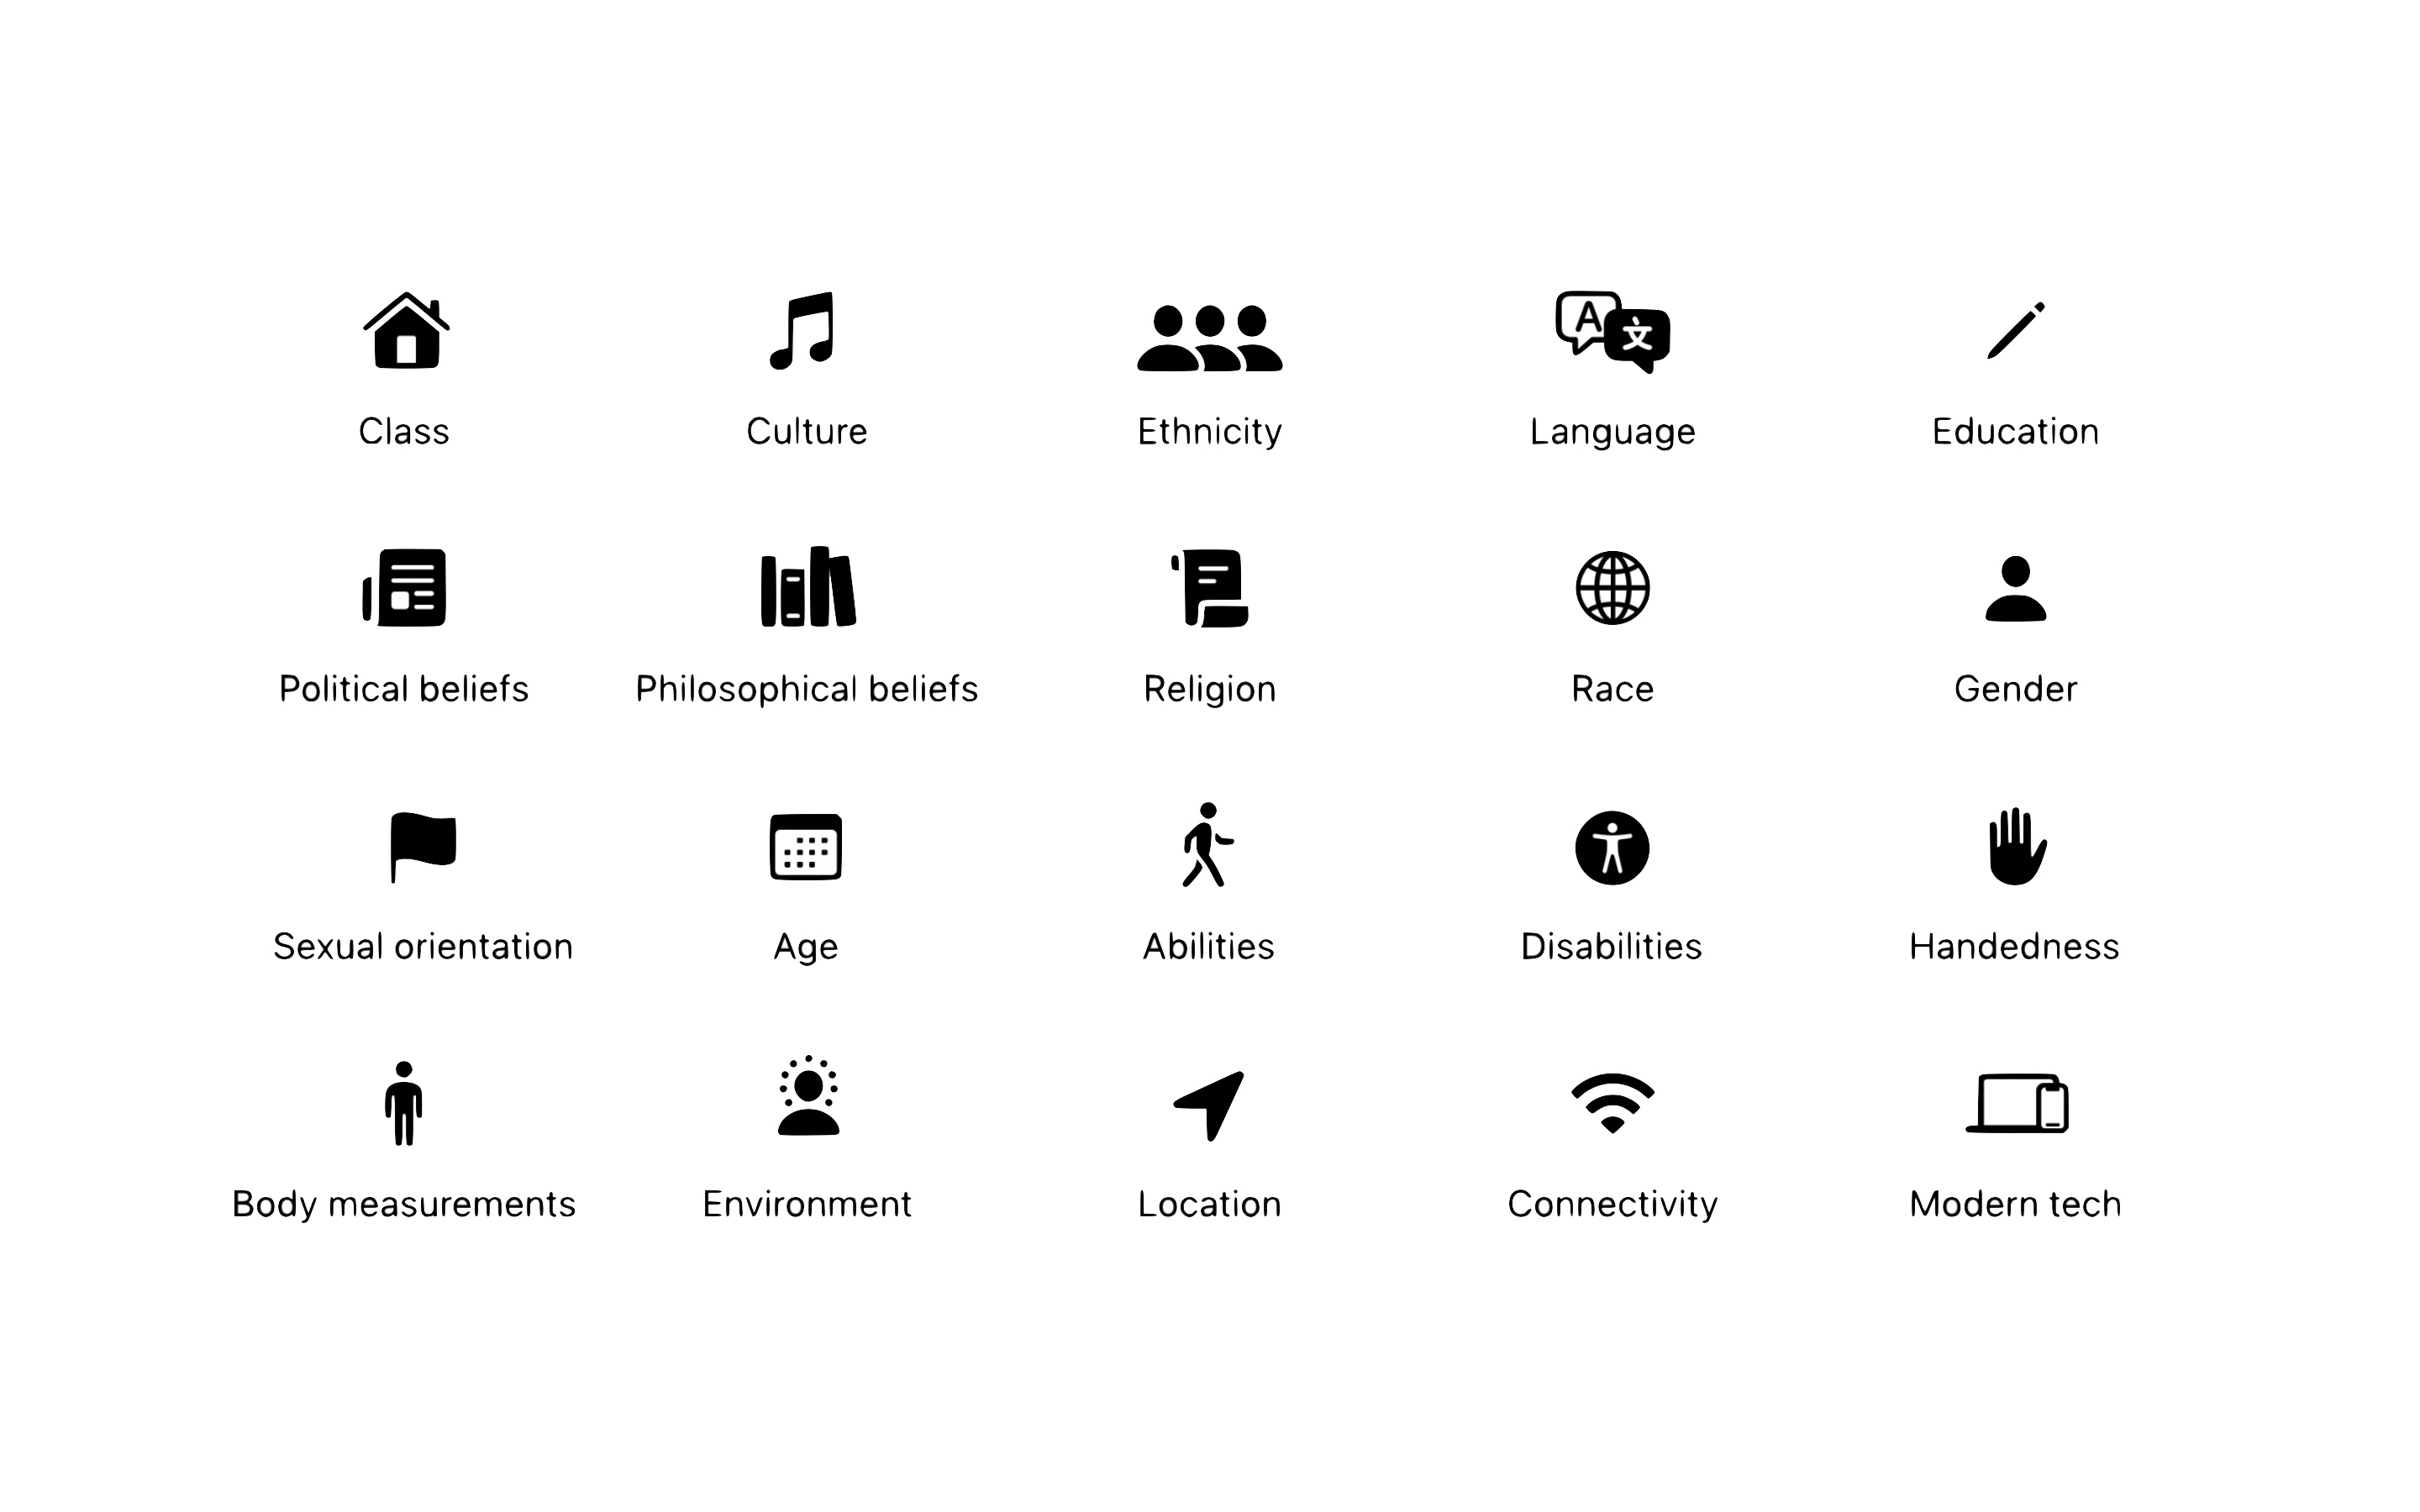 A 文
Class Culture Ethnicity Language Education
Political beliefs Philosophical beliefs Religion Race Gender
Sexual orientation Age Abilities Disabilities Handedness
Body measurements Environment Location Connectivity Modern tech